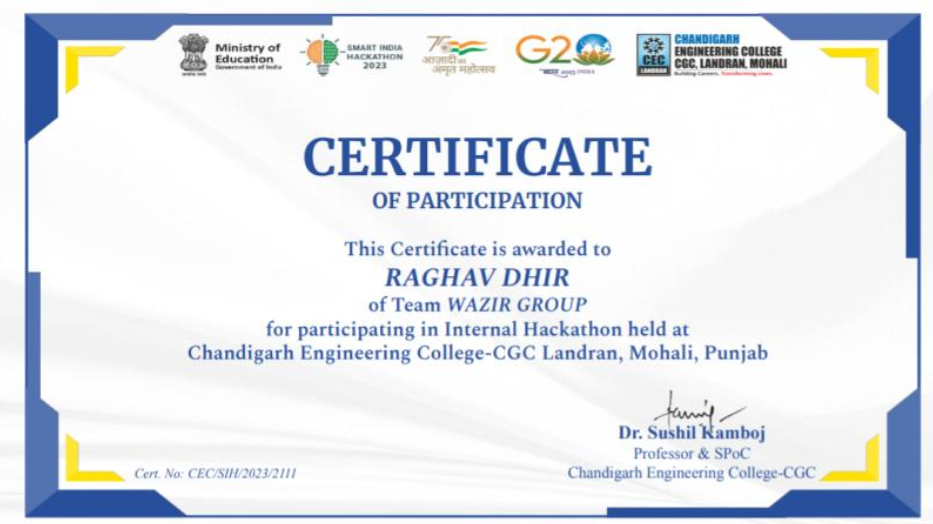 Ministry of
Education
Government of India
SMART INDIA
HACKATHON
2023
75
आज़ादी का
अमृत महोत्सव
G20
भारत 2023 INDIA
CEC
LANDRAN
CHANDIGARH
ENGINEERING COLLEGE
CGC, LANDRAN, MOHALI
Building Careers. Transforming Lives.
CERTIFICATE
OF PARTICIPATION
This Certificate is awarded to
RAGHAV DHIR
of Team WAZIR GROUP
for participating in Internal Hackathon held at
Chandigarh Engineering College-CGC Landran, Mohali, Punjab
Dr. Sushil Kamboj
Professor & SPoC
Chandigarh Engineering College-CGC
Cert. No: CEC/SIH/2023/2111